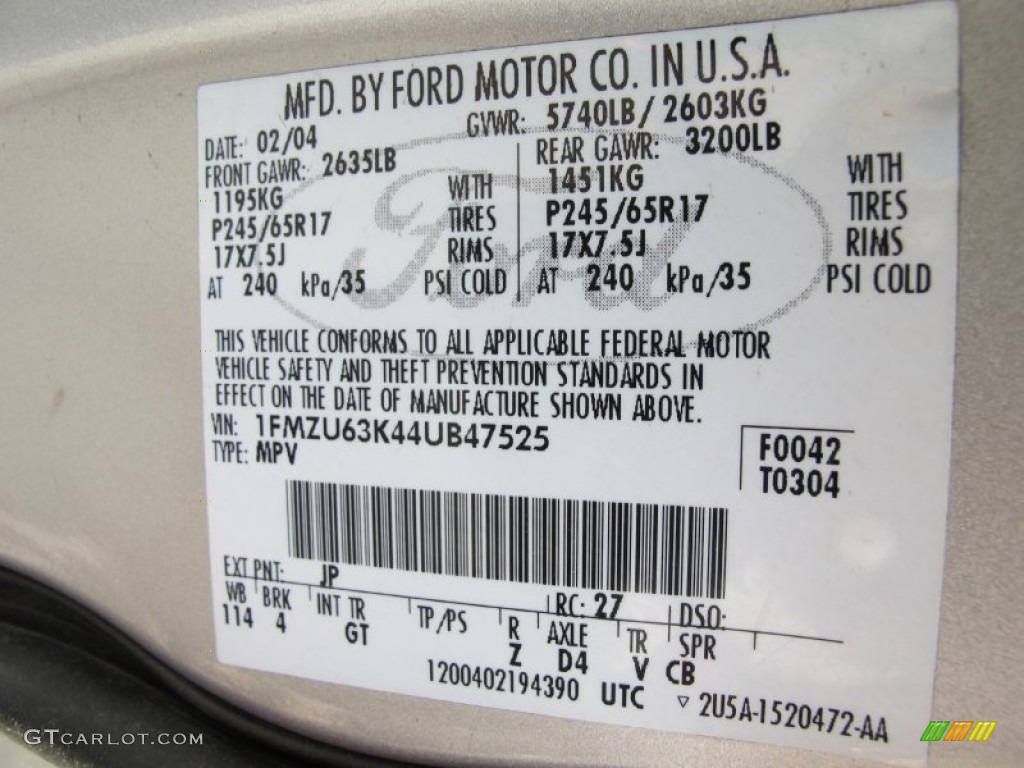 MFD. BY FORD MOTOR CO. IN U.S.A.
DATE: 02/04 GVWR: 5740LB/ 2603KG
FRONT GAWR: 2635LB REAR GAWR: 3200LB
1195KG WITH 1451KG WITH
P245/65R17 TIRES P245/65R17 TIRES
17X7.5J RIMS 17X7.5J RIMS
AT 240 kPa/35 PSI COLD AT 240 kPa/35 PSI COLD
Ford
THIS VEHICLE CONFORMS TO ALL APPLICABLE FEDERAL MOTOR
VEHICLE SAFETY AND THEFT PREVENTION STANDARDS IN
EFFECT ON THE DATE OF MANUFACTURE SHOWN ABOVE.
VIN: 1FMZU63K44UB47525 F0042
TYPE: MPV T0304
EXT PNT: JP RC: 27 DSO:
WB BRK INT TR TP/PS R AXLE TR SPR
114 4 GT Z D4 V CB
1200402194390 UTC ▽ 2U5A-1520472-AA
GTCARLOT.COM